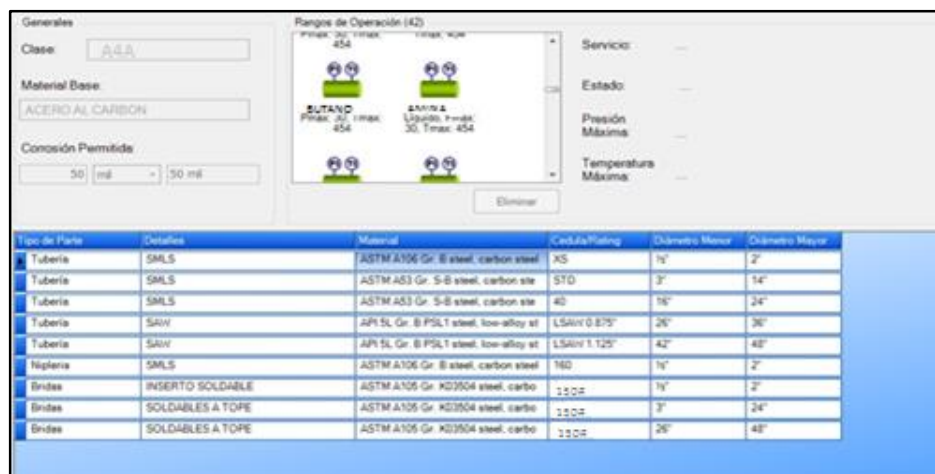 Generales
Clase: A4A
Material Base:
ACERO AL CARBON
Corrosión Permitida:
50 mil 50 mil
Rangos de Operación (42)
Pmax: 30, Tmax: 454
Tmax: 454
BUTANO
Pmax: 30, Tmax: 454
AMINA
Líquido, Pmax: 30, Tmax: 454
Eliminar
Servicio: ...
Estado: ...
Presión Máxima: ...
Temperatura Máxima: ...
Tipo de Parte Detalles Material Cedula/Rating Diámetro Menor Diámetro Mayor
Tubería SMLS ASTM A106 Gr. B steel, carbon steel XS ½" 2"
Tubería SMLS ASTM A53 Gr. S-B steel, carbon ste STD 3" 14"
Tubería SMLS ASTM A53 Gr. S-B steel, carbon ste 40 16" 24"
Tubería SAW API 5L Gr. B PSL1 steel, low-alloy st LSAW 0.875" 26" 36"
Tubería SAW API 5L Gr. B PSL1 steel, low-alloy st LSAW 1.125" 42" 48"
Nipleria SMLS ASTM A106 Gr. B steel, carbon steel 160 ½" 2"
Bridas INSERTO SOLDABLE ASTM A105 Gr. K03504 steel, carbo 150# ½" 2"
Bridas SOLDABLES A TOPE ASTM A105 Gr. K03504 steel, carbo 150# 3" 24"
Bridas SOLDABLES A TOPE ASTM A105 Gr. K03504 steel, carbo 150# 26" 48"